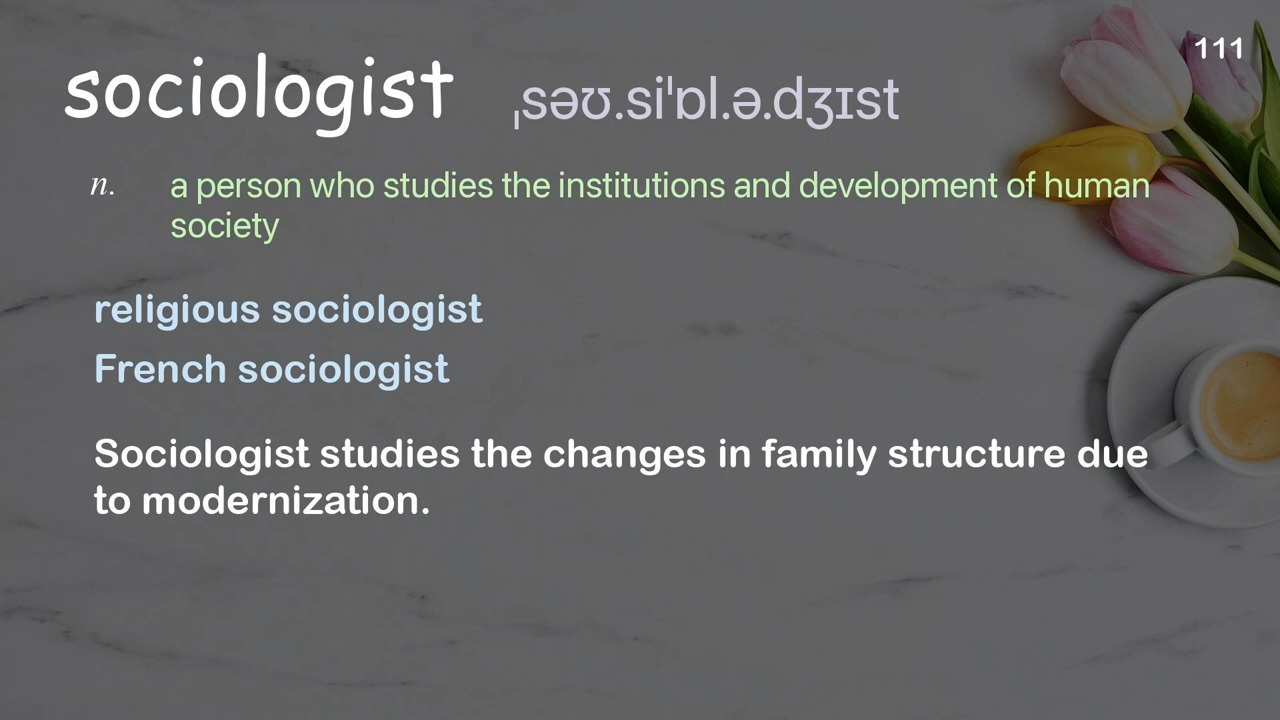 111
sociologist ˌsəʊ.siˈɒl.ə.dʒɪst
n. a person who studies the institutions and development of human
society
religious sociologist
French sociologist
Sociologist studies the changes in family structure due
to modernization.